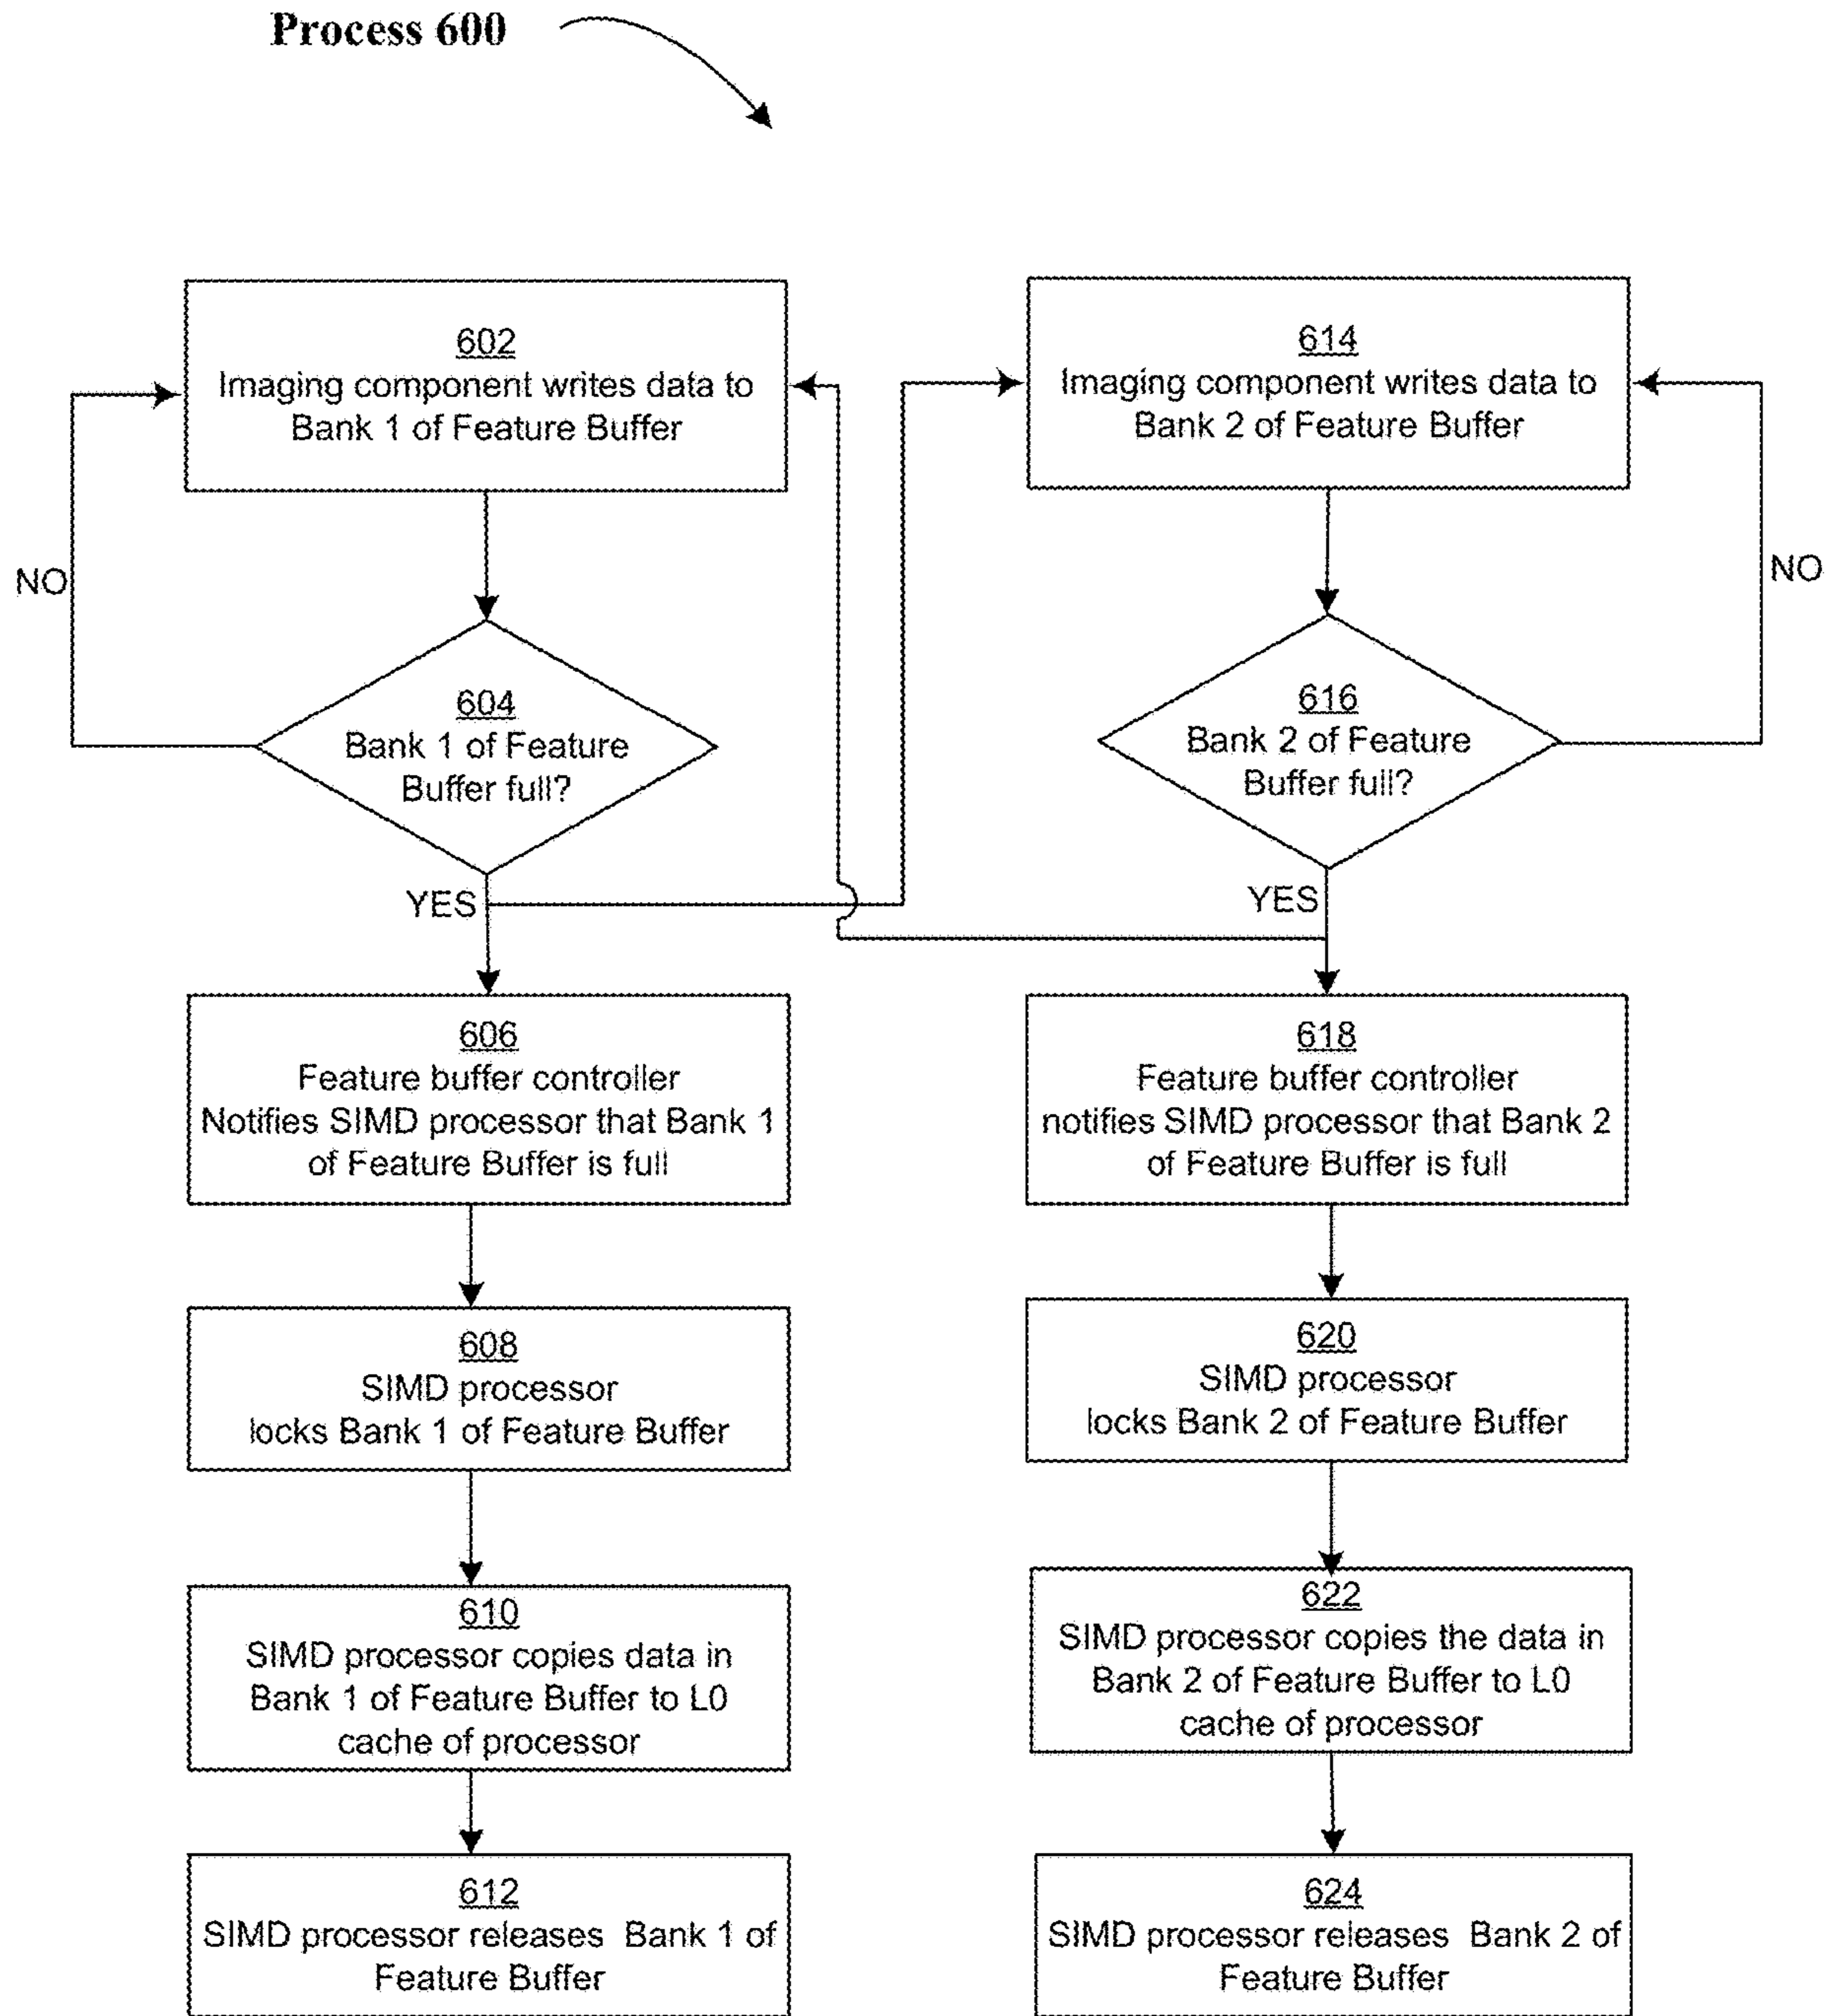 Process 600
602
Imaging component writes data to
Bank 1 of Feature Buffer
614
Imaging component writes data to
Bank 2 of Feature Buffer
NO
NO
604
Bank 1 of Feature
Buffer full?
616
Bank 2 of Feature
Buffer full?
YES
YES
606
Feature buffer controller
Notifies SIMD processor that Bank 1
of Feature Buffer is full
618
Feature buffer controller
notifies SIMD processor that Bank 2
of Feature Buffer is full
608
SIMD processor
locks Bank 1 of Feature Buffer
620
SIMD processor
locks Bank 2 of Feature Buffer
610
SIMD processor copies data in
Bank 1 of Feature Buffer to L0
cache of processor
622
SIMD processor copies the data in
Bank 2 of Feature Buffer to L0
cache of processor
612
SIMD processor releases Bank 1 of
Feature Buffer
624
SIMD processor releases Bank 2 of
Feature Buffer